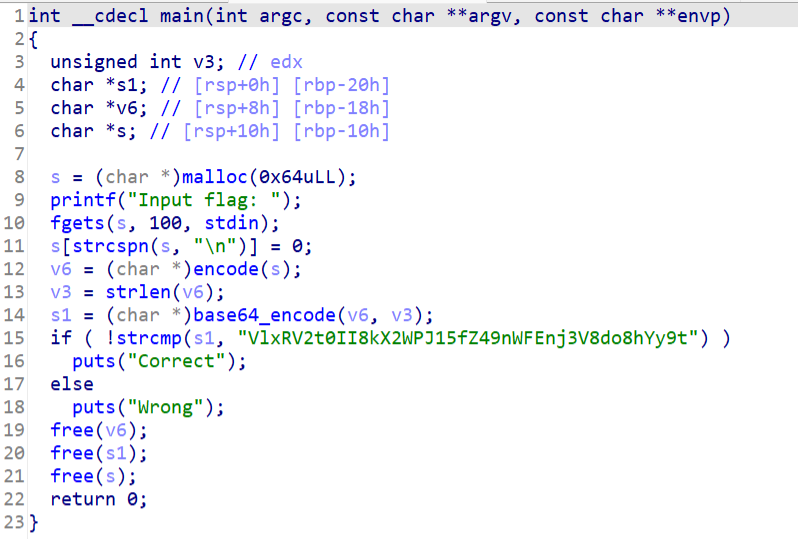 1 int __cdecl main(int argc, const char **argv, const char **envp)
2 {
3   unsigned int v3; // edx
4   char *s1; // [rsp+0h] [rbp-20h]
5   char *v6; // [rsp+8h] [rbp-18h]
6   char *s; // [rsp+10h] [rbp-10h]
7
8   s = (char *)malloc(0x64uLL);
9   printf("Input flag: ");
10   fgets(s, 100, stdin);
11   s[strcspn(s, "\n")] = 0;
12   v6 = (char *)encode(s);
13   v3 = strlen(v6);
14   s1 = (char *)base64_encode(v6, v3);
15   if ( !strcmp(s1, "VlxRV2t0II8kX2WPJ15fZ49nWFEnj3V8do8hYy9t") )
16     puts("Correct");
17   else
18     puts("Wrong");
19   free(v6);
20   free(s1);
21   free(s);
22   return 0;
23 }